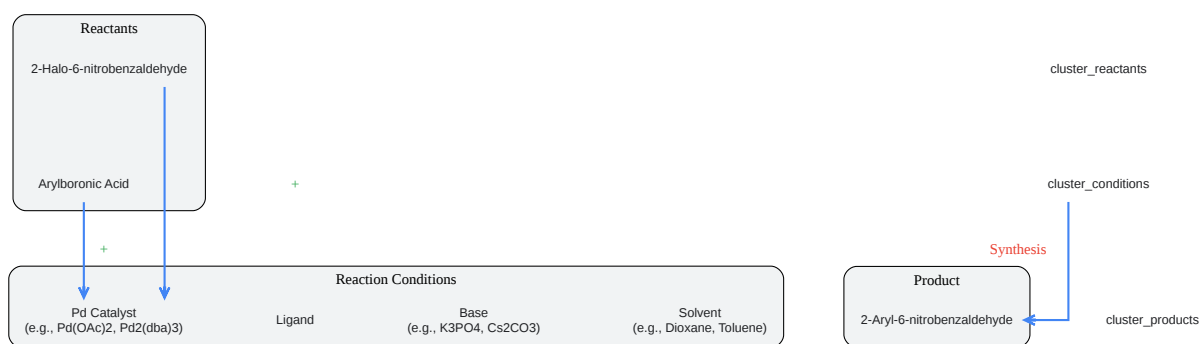 Reactants
2-Halo-6-nitrobenzaldehyde
cluster_reactants
Arylboronic Acid
+
cluster_conditions
+
Synthesis
Reaction Conditions
Product
Pd Catalyst
(e.g., Pd(OAc)2, Pd2(dba)3)
Ligand
Base
(e.g., K3PO4, Cs2CO3)
Solvent
(e.g., Dioxane, Toluene)
2-Aryl-6-nitrobenzaldehyde
cluster_products